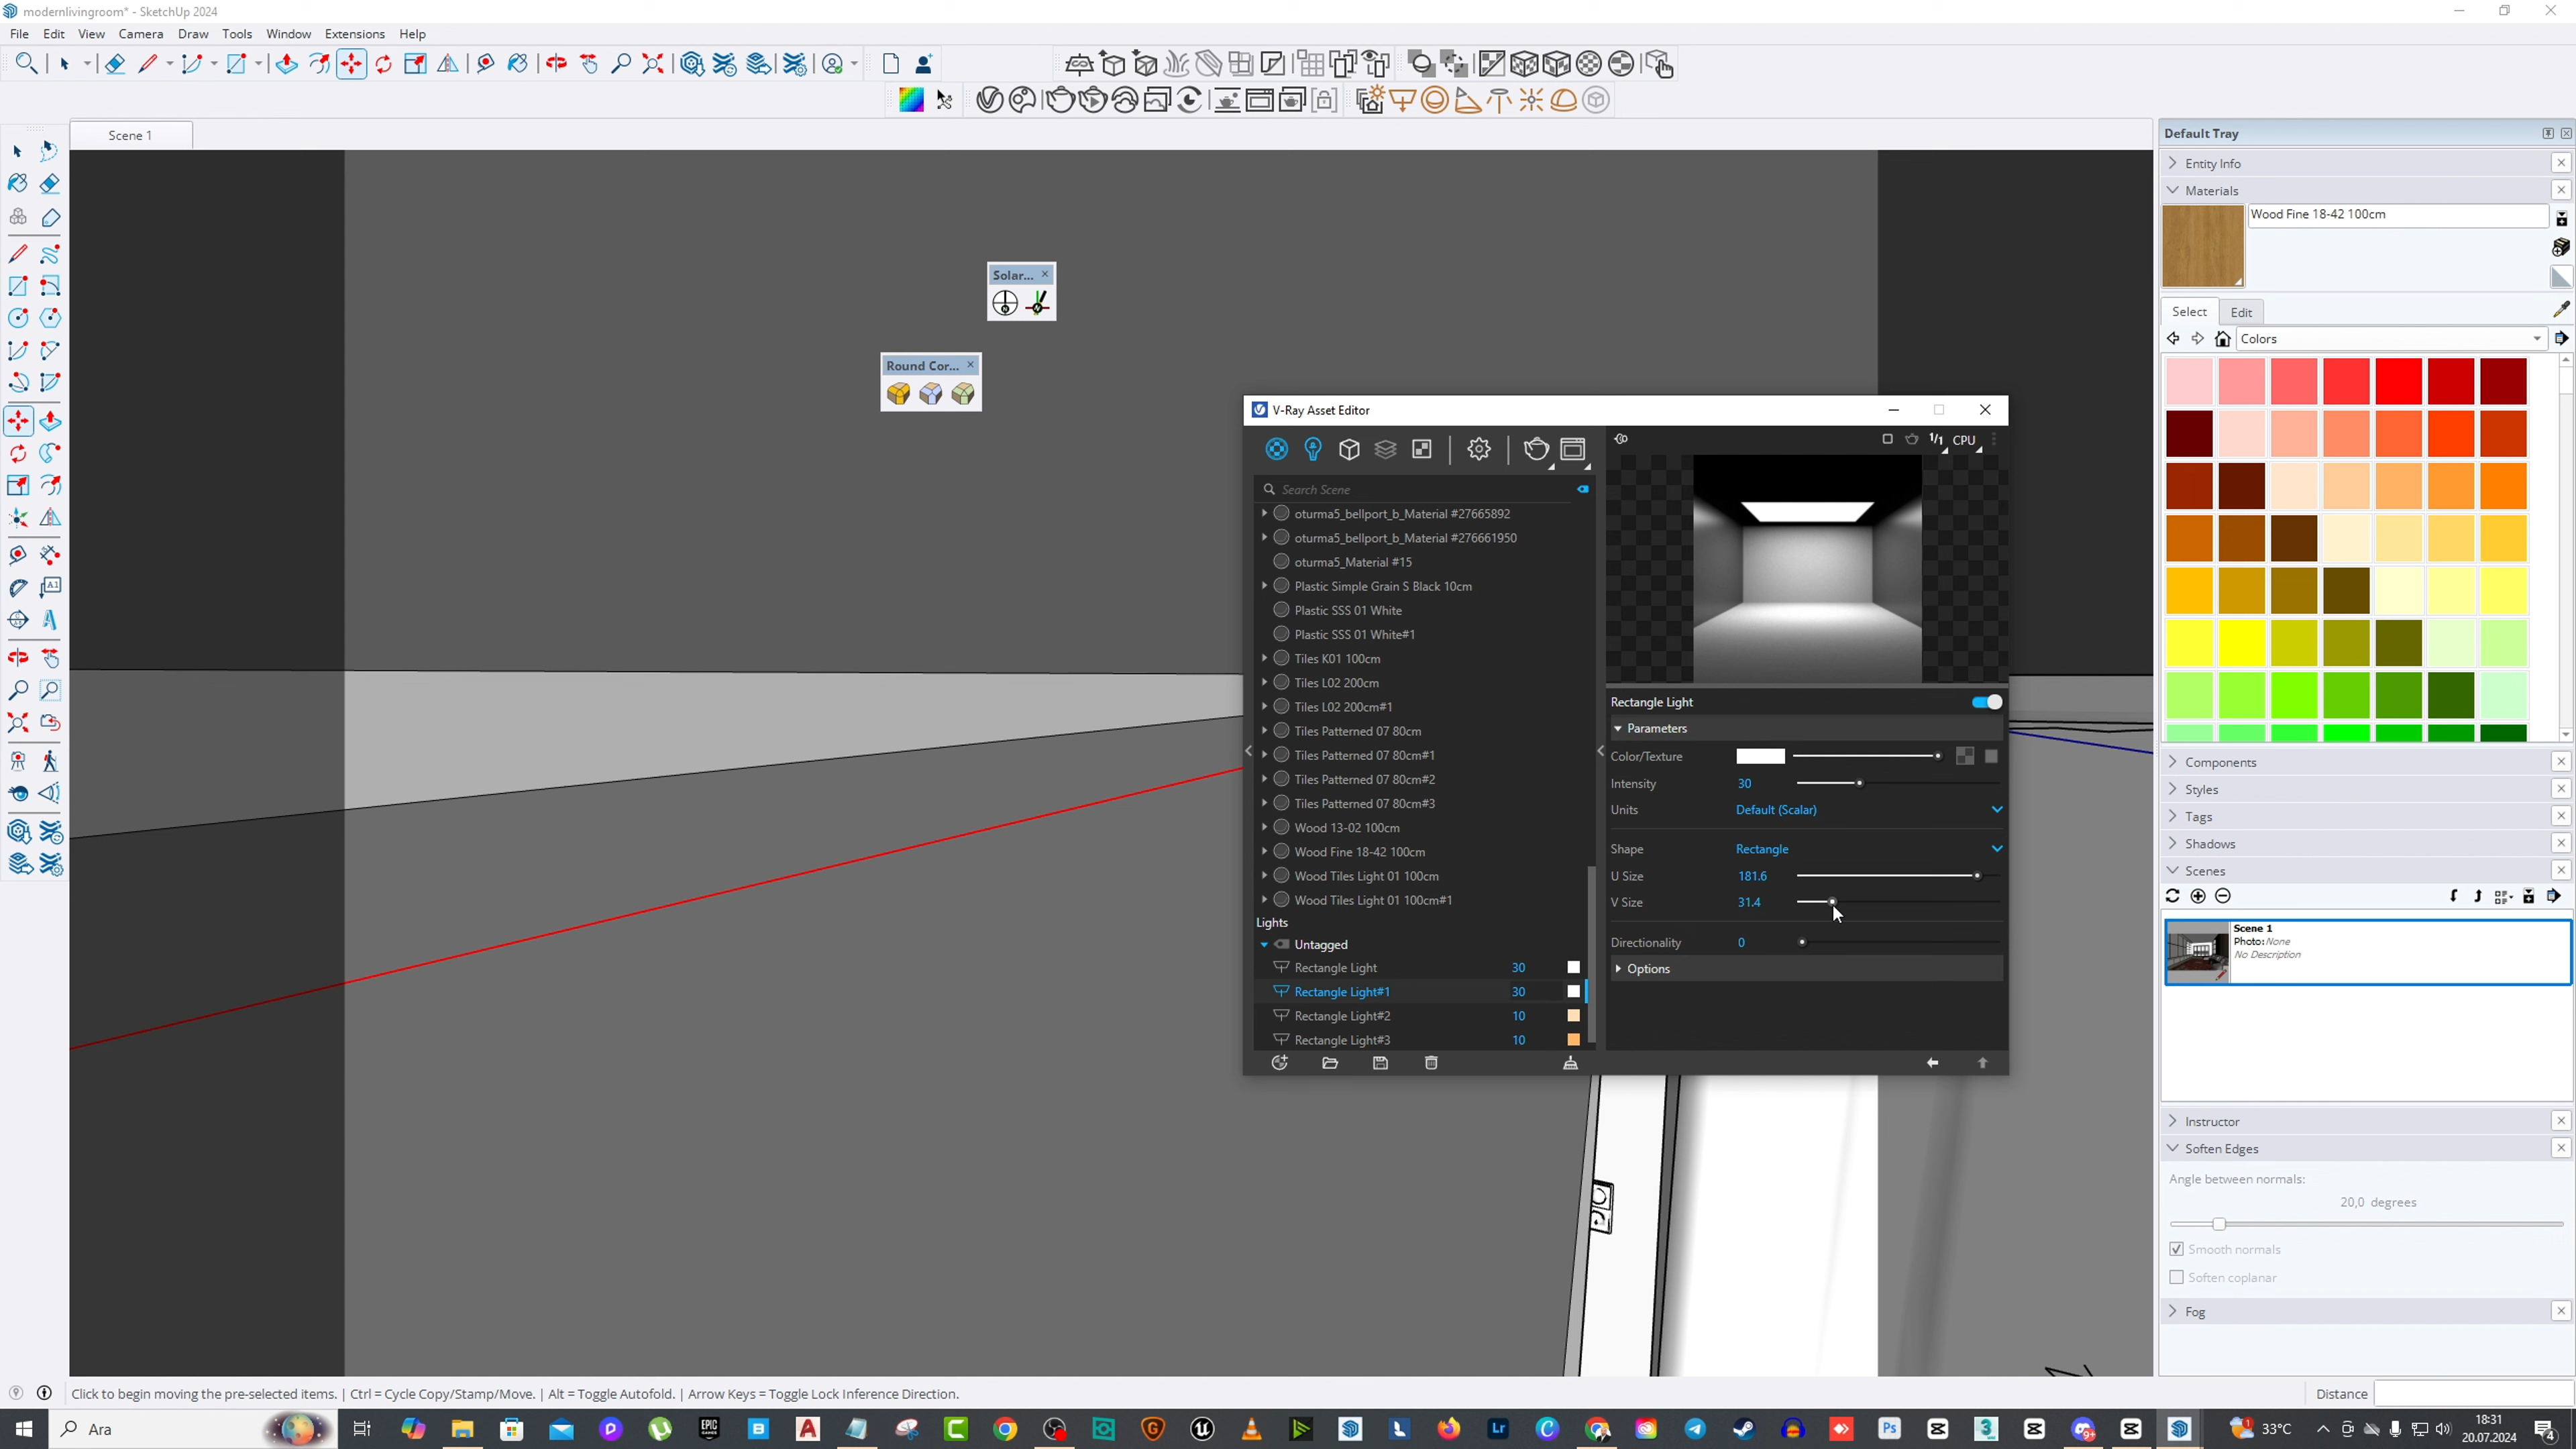 modernlivingroom* - SketchUp 2024
File Edit View Camera Draw Tools Window Extensions Help
Scene 1
Solar...
Round Cor...
V-Ray Asset Editor
1/1 CPU
Search Scene
oturma5_bellport_b_Material #27665892
oturma5_bellport_b_Material #276661950
oturma5_Material #15
Plastic Simple Grain S Black 10cm
Plastic SSS 01 White
Plastic SSS 01 White#1
Tiles K01 100cm
Tiles L02 200cm
Tiles L02 200cm#1
Tiles Patterned 07 80cm
Tiles Patterned 07 80cm#1
Tiles Patterned 07 80cm#2
Tiles Patterned 07 80cm#3
Wood 13-02 100cm
Wood Fine 18-42 100cm
Wood Tiles Light 01 100cm
Wood Tiles Light 01 100cm#1
Lights
Untagged
Rectangle Light 30
Rectangle Light#1 30
Rectangle Light#2 10
Rectangle Light#3 10
Rectangle Light
Parameters
Color/Texture
Intensity 30
Units Default (Scalar)
Shape Rectangle
U Size 181.6
V Size 31.4
Directionality 0
Options
Default Tray
Entity Info
Materials
Wood Fine 18-42 100cm
Select Edit
Colors
Components
Styles
Tags
Shadows
Scenes
Scene 1
Photo: None
No Description
Instructor
Soften Edges
Angle between normals:
20,0 degrees
Smooth normals
Soften coplanar
Fog
Click to begin moving the pre-selected items. | Ctrl = Cycle Copy/Stamp/Move. | Alt = Toggle Autofold. | Arrow Keys = Toggle Lock Inference Direction.
Distance
Ara
EPIC GAMES
Lr
Ps
9+
33°C
18:31
20.07.2024
4